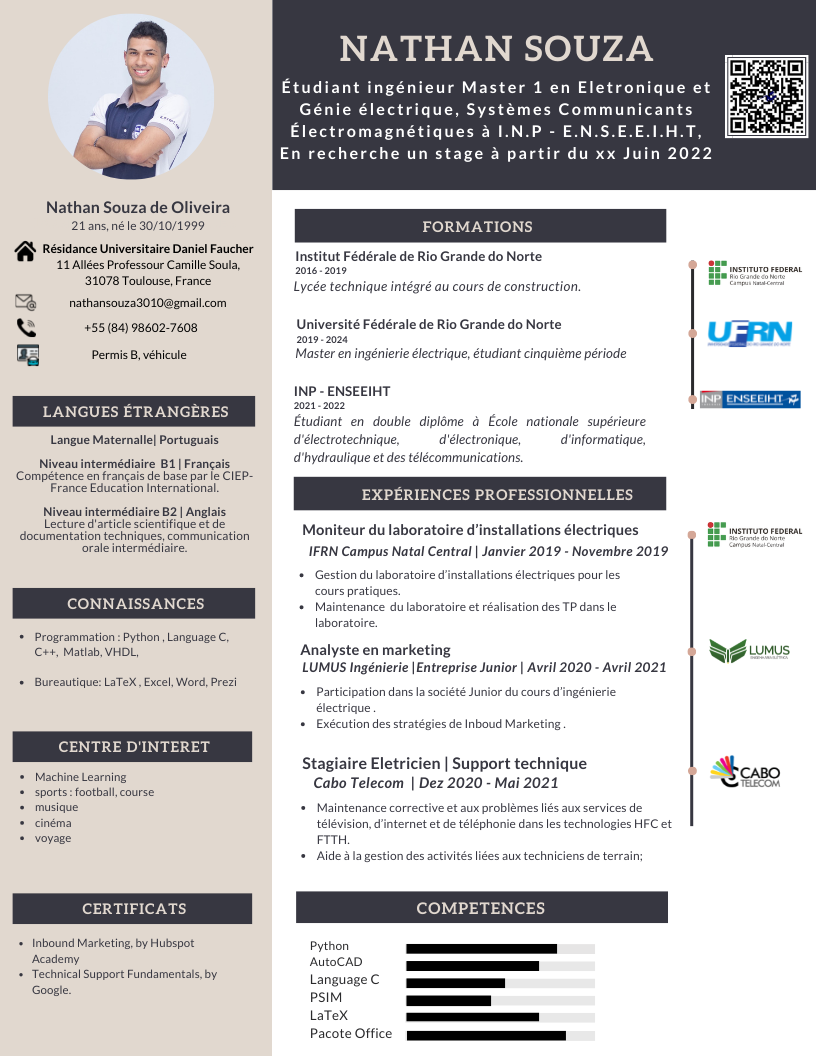 NATHAN SOUZA
Étudiant ingénieur Master 1 en Eletronique et
Génie électrique, Systèmes Communicants
Électromagnétiques à I.N.P - E.N.S.E.E.I.H.T,
En recherche un stage à partir du xx Juin 2022
Nathan Souza de Oliveira
21 ans, né le 30/10/1999
Résidance Universitaire Daniel Faucher
11 Allées Professour Camille Soula,
31078 Toulouse, France
nathansouza3010@gmail.com
+55 (84) 98602-7608
Permis B, véhicule
LANGUES ÉTRANGÈRES
Langue Maternalle| Portuguais
Niveau intermédiaire B1 | Français
Compétence en français de base par le CIEP-
France Education International.
Niveau intermédiaire B2 | Anglais
Lecture d'article scientifique et de
documentation techniques, communication
orale intermédiaire.
CONNAISSANCES
• Programmation : Python , Language C,
C++, Matlab, VHDL,
• Bureautique: LaTeX , Excel, Word, Prezi
CENTRE D'INTERET
• Machine Learning
• sports : football, course
• musique
• cinéma
• voyage
CERTIFICATS
• Inbound Marketing, by Hubspot
Academy
• Technical Support Fundamentals, by
Google.
FORMATIONS
Institut Fédérale de Rio Grande do Norte
2016 - 2019
Lycée technique intégré au cours de construction.
INSTITUTO FEDERAL
Rio Grande do Norte
Campus Natal-Central
Université Fédérale de Rio Grande do Norte
2019 - 2024
Master en ingénierie électrique, étudiant cinquième période
UFRN
INP - ENSEEIHT
2021 - 2022
Étudiant en double diplôme à École nationale supérieure
d'électrotechnique, d'électronique, d'informatique,
d'hydraulique et des télécommunications.
INP ENSEEIHT
EXPÉRIENCES PROFESSIONNELLES
Moniteur du laboratoire d'installations électriques
IFRN Campus Natal Central | Janvier 2019 - Novembre 2019
• Gestion du laboratoire d'installations électriques pour les
cours pratiques.
• Maintenance du laboratoire et réalisation des TP dans le
laboratoire.
INSTITUTO FEDERAL
Rio Grande do Norte
Campus Natal-Central
Analyste en marketing
LUMUS Ingénierie |Entreprise Junior | Avril 2020 - Avril 2021
• Participation dans la société Junior du cours d'ingénierie
électrique .
• Exécution des stratégies de Inboud Marketing .
LUMUS
Stagiaire Eletricien | Support technique
Cabo Telecom | Dez 2020 - Mai 2021
• Maintenance corrective et aux problèmes liés aux services de
télévision, d'internet et de téléphonie dans les technologies HFC et
FTTH.
• Aide à la gestion des activités liées aux techniciens de terrain;
CABO
TELECOM
COMPETENCES
Python
AutoCAD
Language C
PSIM
LaTeX
Pacote Office